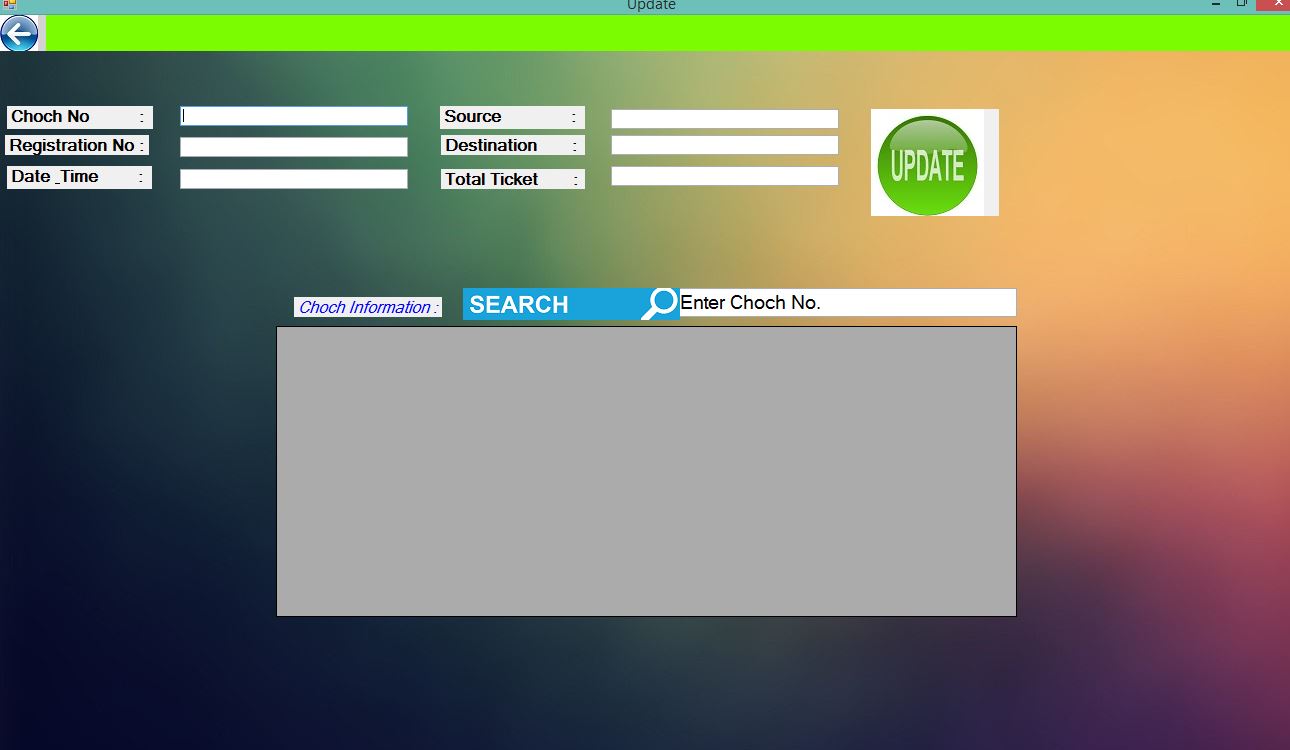 Update
Choch No :
Source :
Registration No :
Destination :
Date _Time :
Total Ticket :
UPDATE
Choch Information :
SEARCH
Enter Choch No.